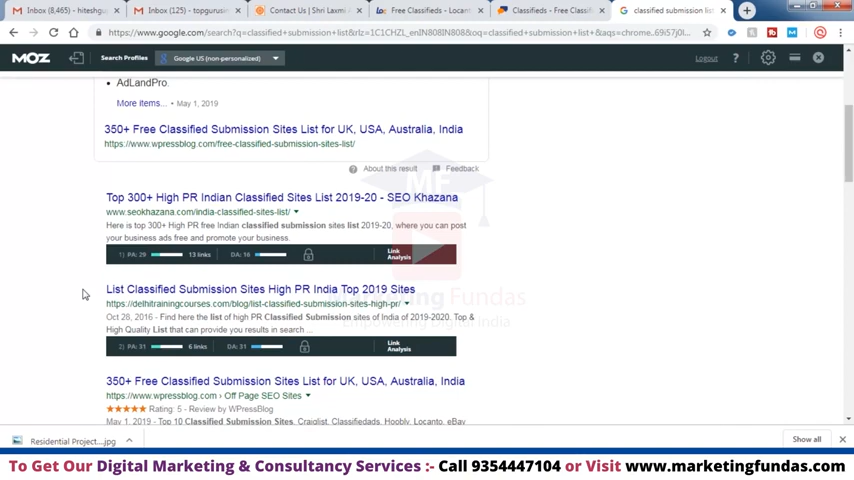 Inbox (8,465) - hiteshgu
Inbox (125) - topguruser
Contact Us | Shri Laxmi
Free Classifieds - Locant
Classifieds - Free Classif
classified submission list
https://www.google.com/search?q=classified+submission+list&rlz=1C1CHZL_enIN808IN808&oq=classified+submission+list&aqs=chrome..69i57j0l...
MOZ
Search Profiles
Google US (non-personalized)
Logout
?
• AdLandPro.
More items... • May 1, 2019
350+ Free Classified Submission Sites List for UK, USA, Australia, India
https://www.wpressblog.com/free-classified-submission-sites-list/
About this result
Feedback
MF
Top 300+ High PR Indian Classified Sites List 2019-20 - SEO Khazana
www.seokhazana.com/india-classified-sites-list/
Here is top 300+ High PR free Indian classified submission sites list 2019-20, where you can post
your business ads free and promote your business.
1) PA: 29 13 links DA: 16 Link Analysis
List Classified Submission Sites High PR India Top 2019 Sites
Marketing Fundas
https://delhitrainingcourses.com/blog/list-classified-submission-sites-high-pr/
Oct 28, 2016 - Find here the list of high PR Classified Submission sites of India of 2019-2020. Top &
Empowering Digital India
High Quality List that can provide you results in search ...
2) PA: 31 6 links DA: 31 Link Analysis
350+ Free Classified Submission Sites List for UK, USA, Australia, India
https://www.wpressblog.com › Off Page SEO Sites
Rating: 5 - Review by WPressBlog
May 1, 2019 - Top 10 Classified Submission Sites. Craiglist, Classifiedads, Hoobly, Locanto, eBay
Residential Project....jpg
Show all
To Get Our Digital Marketing & Consultancy Services :- Call 9354447104 or Visit www.marketingfundas.com